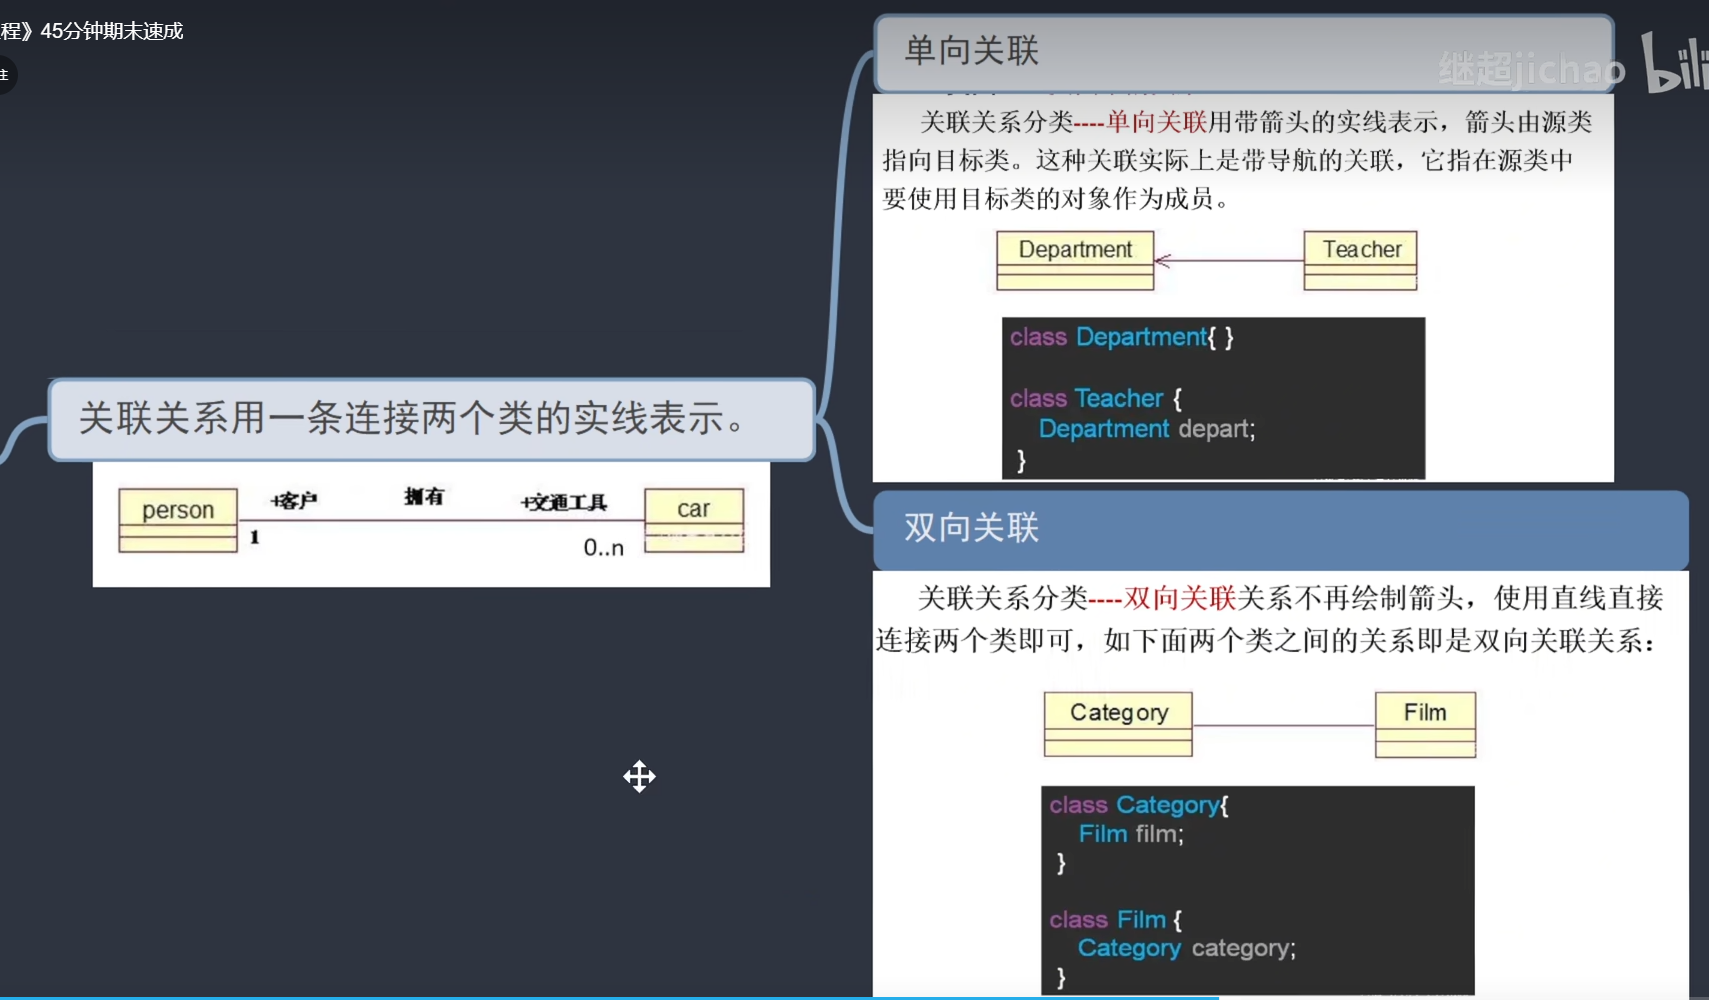 程》45分钟期末速成
注
继超jichao bili
单向关联
关联关系分类----单向关联用带箭头的实线表示，箭头由源类
指向目标类。这种关联实际上是带导航的关联，它指在源类中
要使用目标类的对象作为成员。
Department
Teacher
class Department{ }
class Teacher {
Department depart;
}
关联关系用一条连接两个类的实线表示。
person
+客户
拥有
+交通工具
car
1
0..n
双向关联
关联关系分类----双向关联关系不再绘制箭头，使用直线直接
连接两个类即可，如下面两个类之间的关系即是双向关联关系：
Category
Film
class Category{
Film film;
}
class Film {
Category category;
}